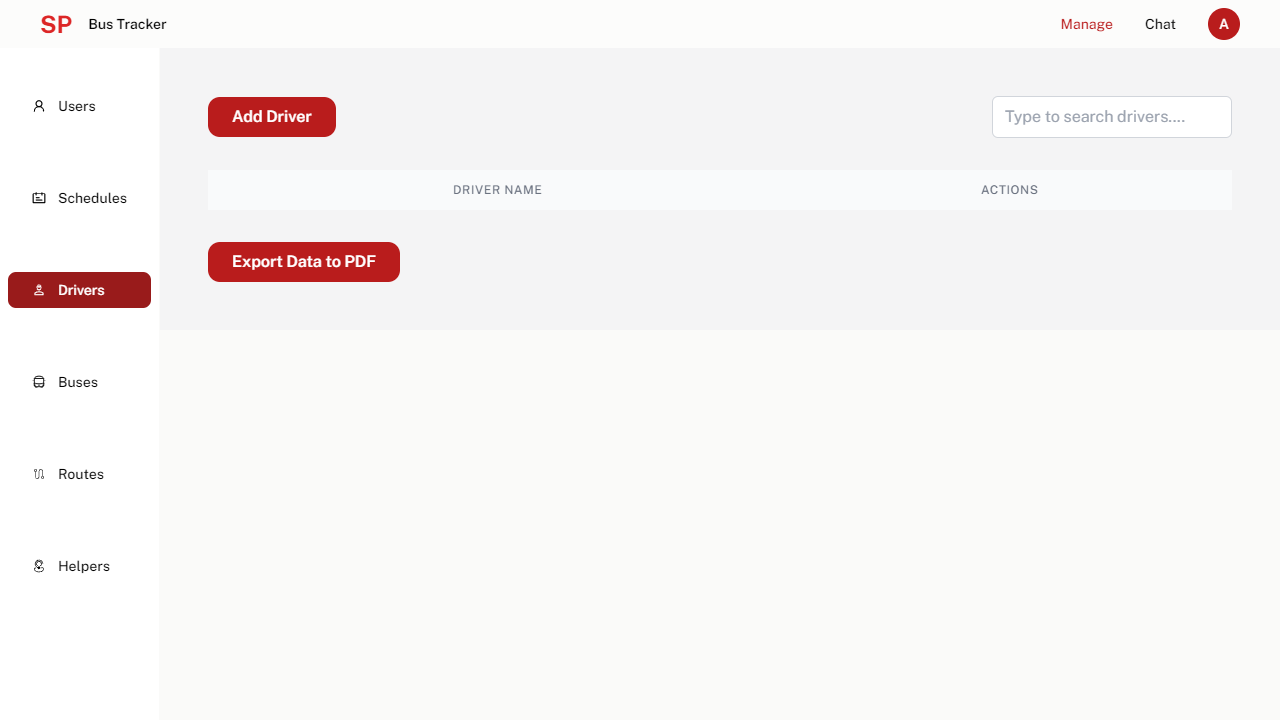 SP Bus Tracker
Manage
Chat
A
Users
Schedules
Drivers
Buses
Routes
Helpers
Add Driver
Type to search drivers....
DRIVER NAME
ACTIONS
Export Data to PDF